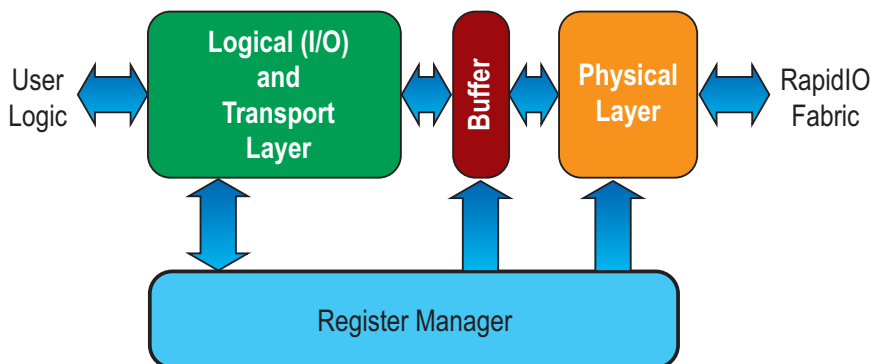 User
Logic
Logical (I/O)
and
Transport
Layer
Buffer
Physical
Layer
RapidIO
Fabric
Register Manager